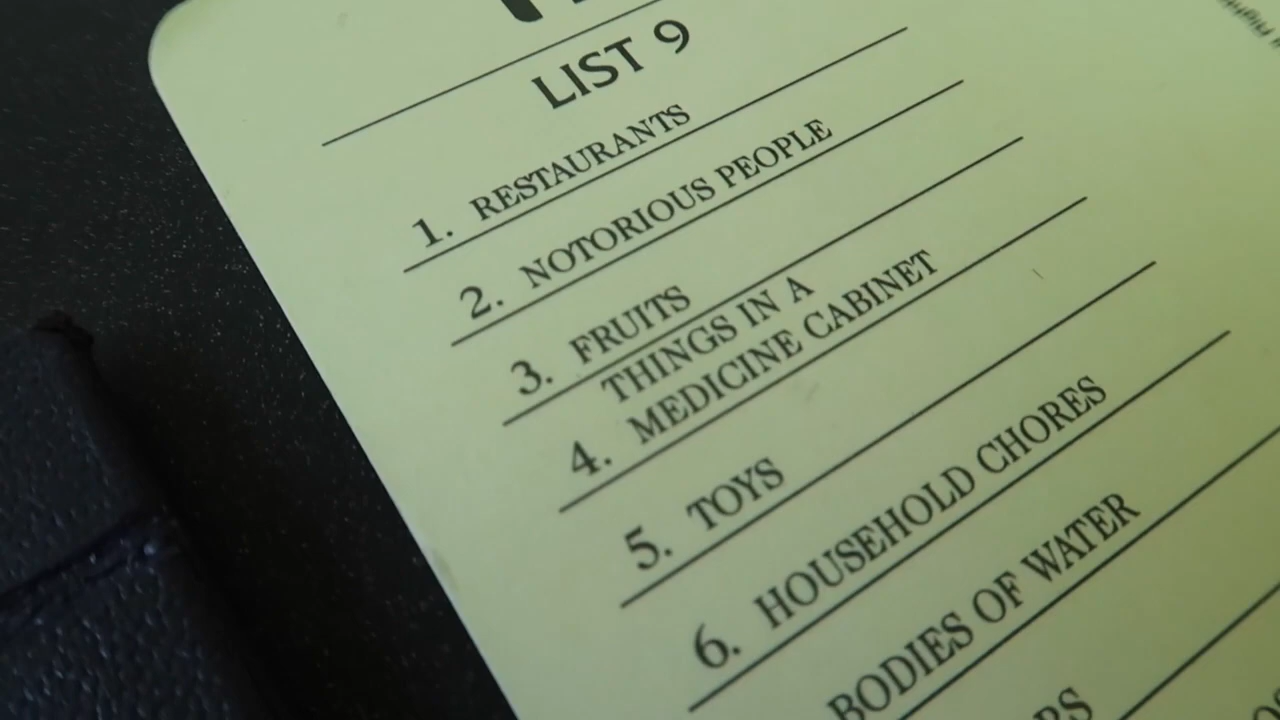 LIST 9
1. RESTAURANTS
2. NOTORIOUS PEOPLE
3. FRUITS
THINGS IN A
4. MEDICINE CABINET
5. TOYS
6. HOUSEHOLD CHORES
BODIES OF WATER